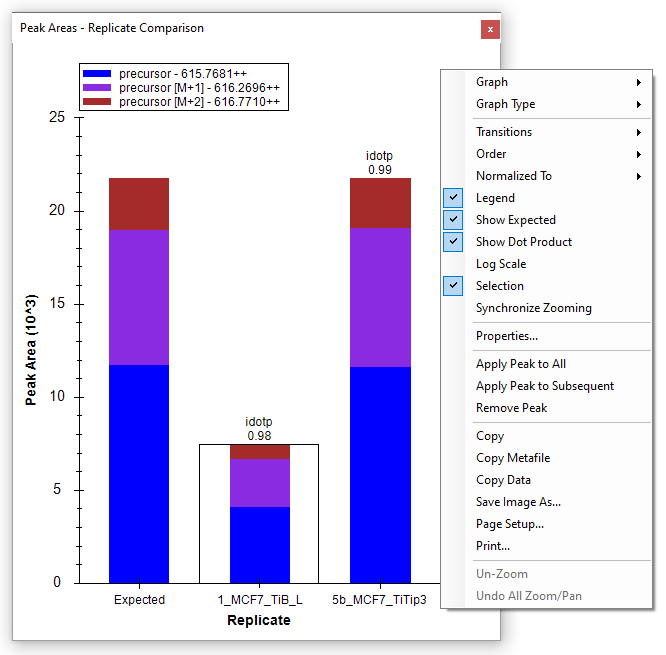 Peak Areas - Replicate Comparison
x
precursor - 615.7681++
precursor [M+1] - 616.2696++
precursor [M+2] - 616.7710++
25
20
15
10
5
0
Peak Area (10^3)
idotp
0.98
idotp
0.99
Expected
1_MCF7_TiB_L
5b_MCF7_TiTip3
Replicate
Graph
Graph Type
Transitions
Order
Normalized To
Legend
Show Expected
Show Dot Product
Log Scale
Selection
Synchronize Zooming
Properties...
Apply Peak to All
Apply Peak to Subsequent
Remove Peak
Copy
Copy Metafile
Copy Data
Save Image As...
Page Setup...
Print...
Un-Zoom
Undo All Zoom/Pan